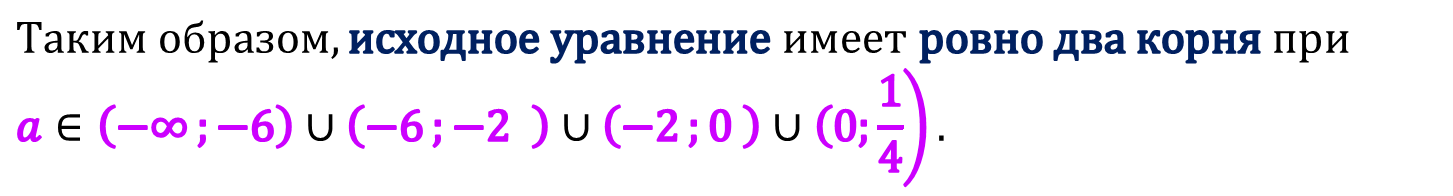 Таким образом, исходное уравнение имеет ровно два корня при
a ∈ (−∞; −6) ∪ (−6; −2 ) ∪ (−2; 0 ) ∪ (0; 1/4) .